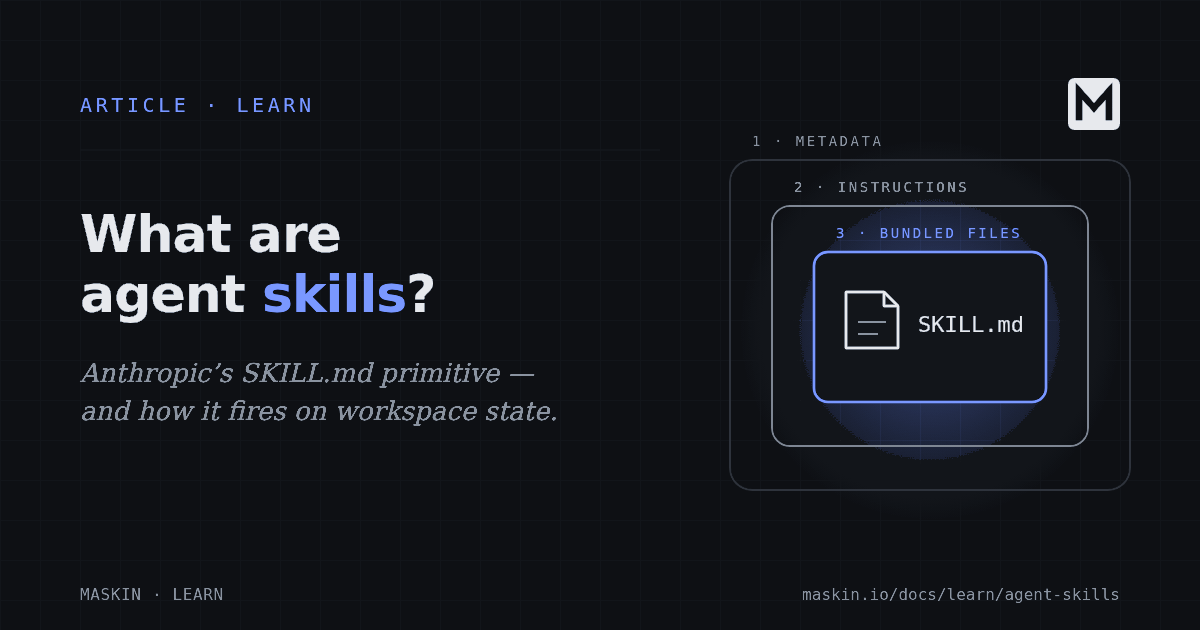 ARTICLE · LEARN
What are
agent skills?
Anthropic’s SKILL.md primitive —
and how it fires on workspace state.
M
1 · METADATA
2 · INSTRUCTIONS
3 · BUNDLED FILES
SKILL.md
MASKIN · LEARN
maskin.io/docs/learn/agent-skills